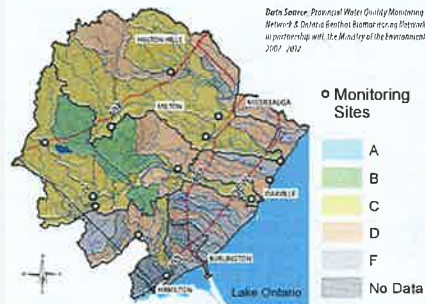 Data Source: Provincial Water Quality Monitoring
Network & Ontario Benthos Biomonitoring Network
in partnership with the Ministry of the Environment
2007 - 2012
HALTON HILLS
MILTON
MISSISSAUGA
OAKVILLE
BURLINGTON
HAMILTON
Lake Ontario
Monitoring
Sites
A
B
C
D
F
No Data